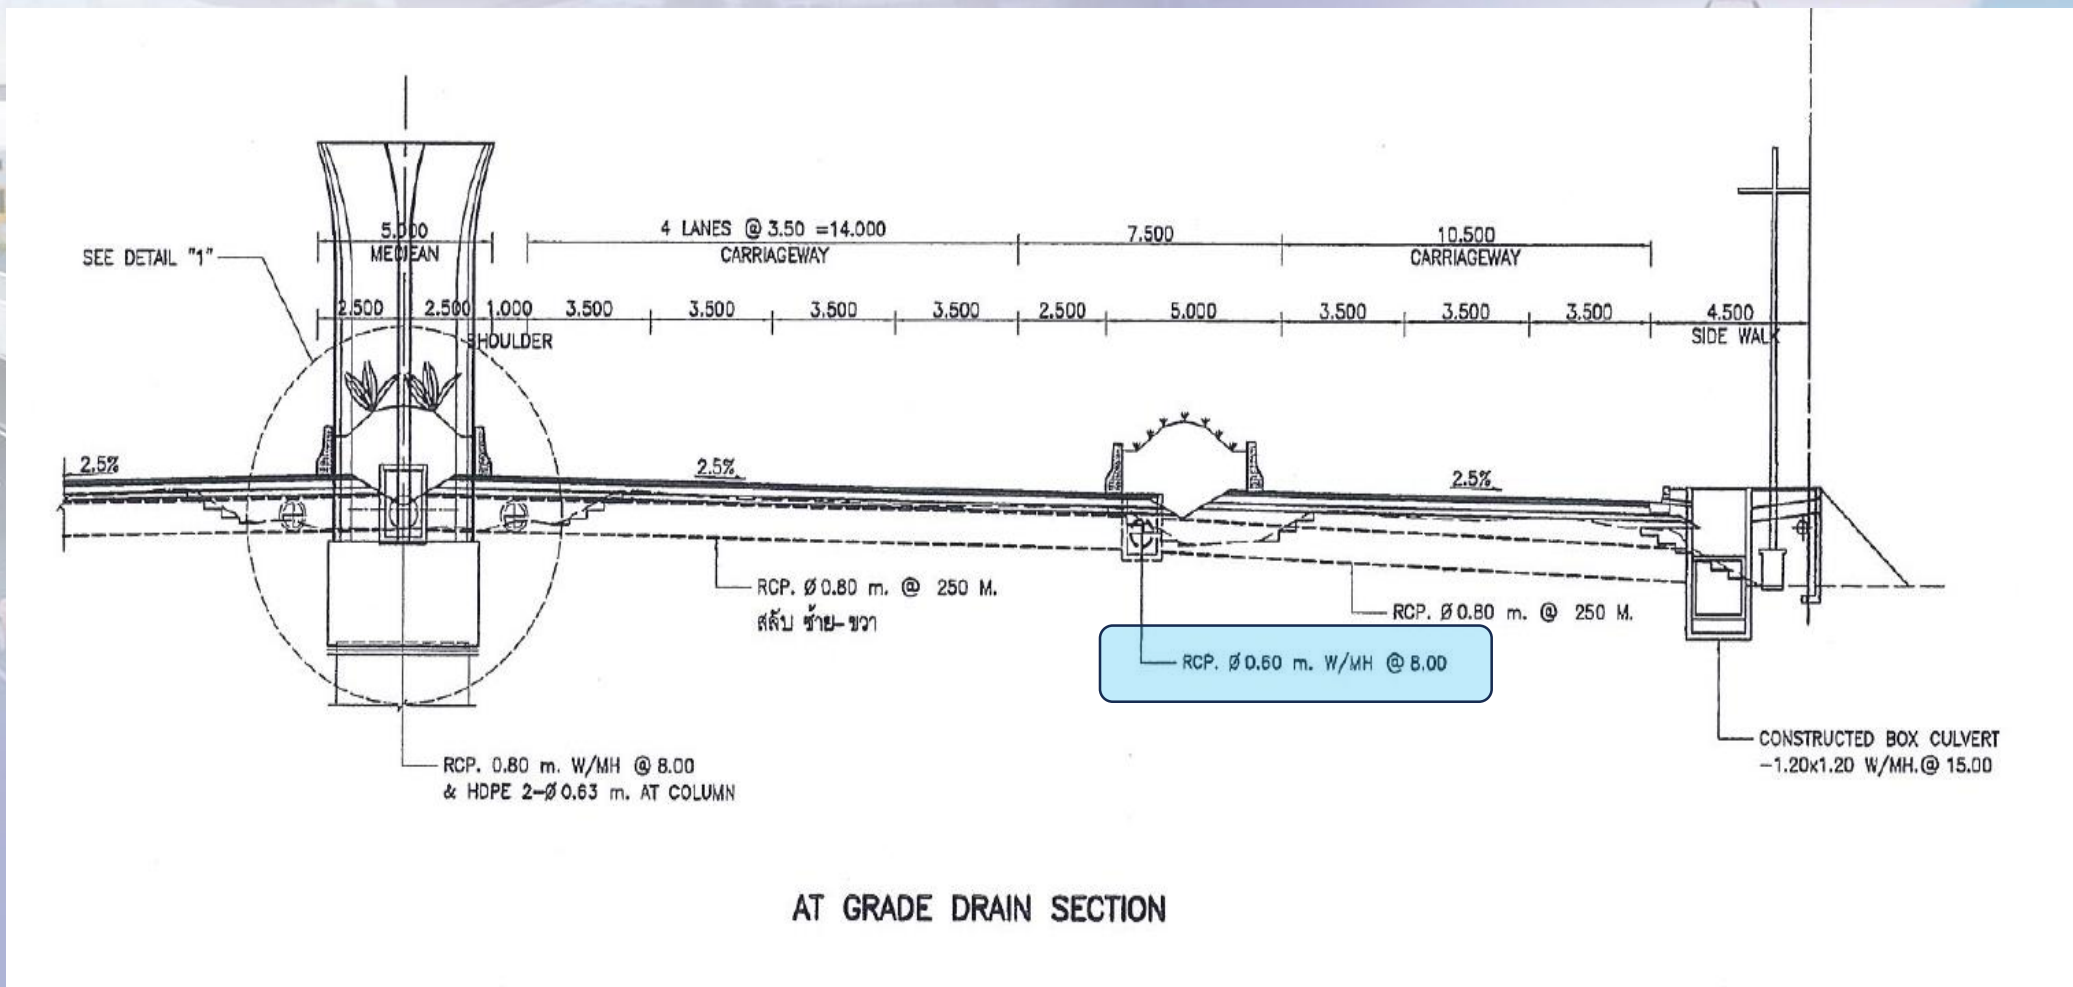 5.000
MEDIAN
4 LANES @ 3.50 =14.000
CARRIAGEWAY
7.500
10.500
CARRIAGEWAY
SEE DETAIL "1"
2.500
2.500
1.000
3.500
3.500
3.500
3.500
2.500
5.000
3.500
3.500
3.500
4.500
SHOULDER
SIDE WALK
2.5%
2.5%
2.5%
RCP. Ø 0.80 m. @ 250 M.
สลับ ซ้าย-ขวา
RCP. Ø 0.80 m. @ 250 M.
RCP. Ø 0.60 m. W/MH @ 8.00
RCP. 0.80 m. W/MH @ 8.00
& HDPE 2-Ø 0.63 m. AT COLUMN
CONSTRUCTED BOX CULVERT
-1.20x1.20 W/MH.@ 15.00
AT GRADE DRAIN SECTION